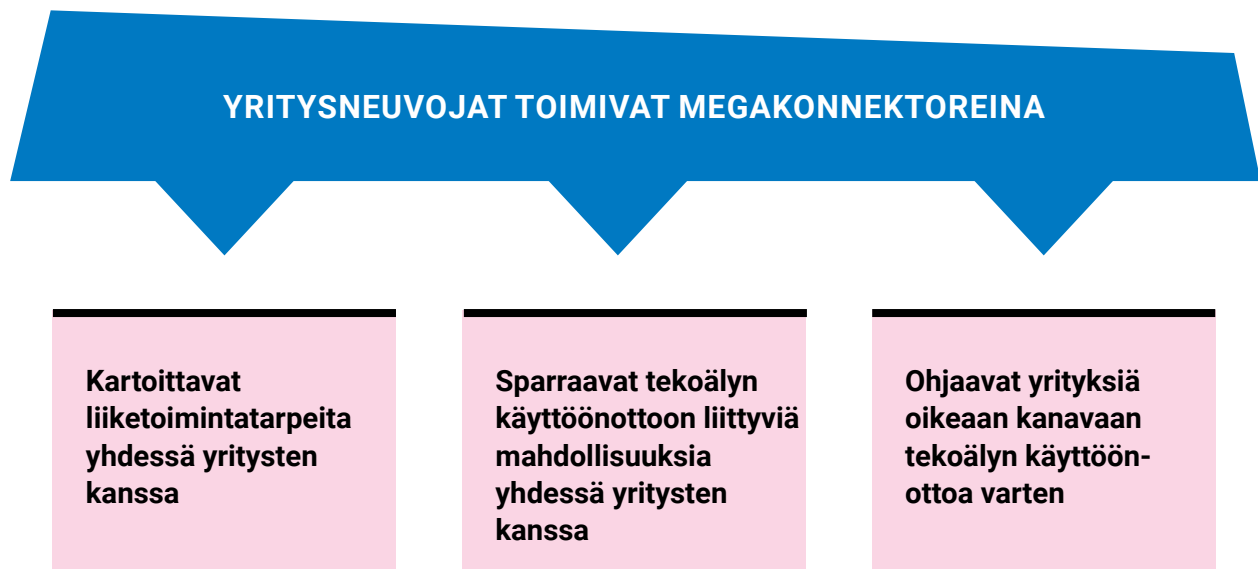 YRITYSNEUVOJAT TOIMIVAT MEGAKONNEKTOREINA
Kartoittavat
liiketoimintatarpeita
yhdessä yritysten
kanssa
Sparraavat tekoälyn
käyttöönottoon liittyviä
mahdollisuuksia
yhdessä yritysten
kanssa
Ohjaavat yrityksiä
oikeaan kanavaan
tekoälyn käyttöön-
ottoa varten